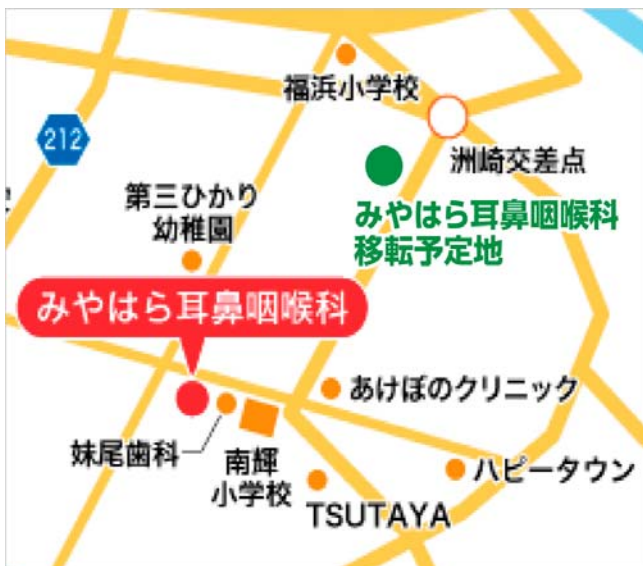 福浜小学校
212
洲崎交差点
第三ひかり
幼稚園
みやはら耳鼻咽喉科
移転予定地
みやはら耳鼻咽喉科
あけぼのクリニック
妹尾歯科
南輝
小学校
ハピータウン
TSUTAYA